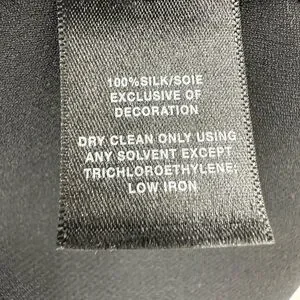 100%SILK/SOIE
EXCLUSIVE OF
DECORATION
DRY CLEAN ONLY USING
ANY SOLVENT EXCEPT
TRICHLOROETHYLENE;
LOW IRON